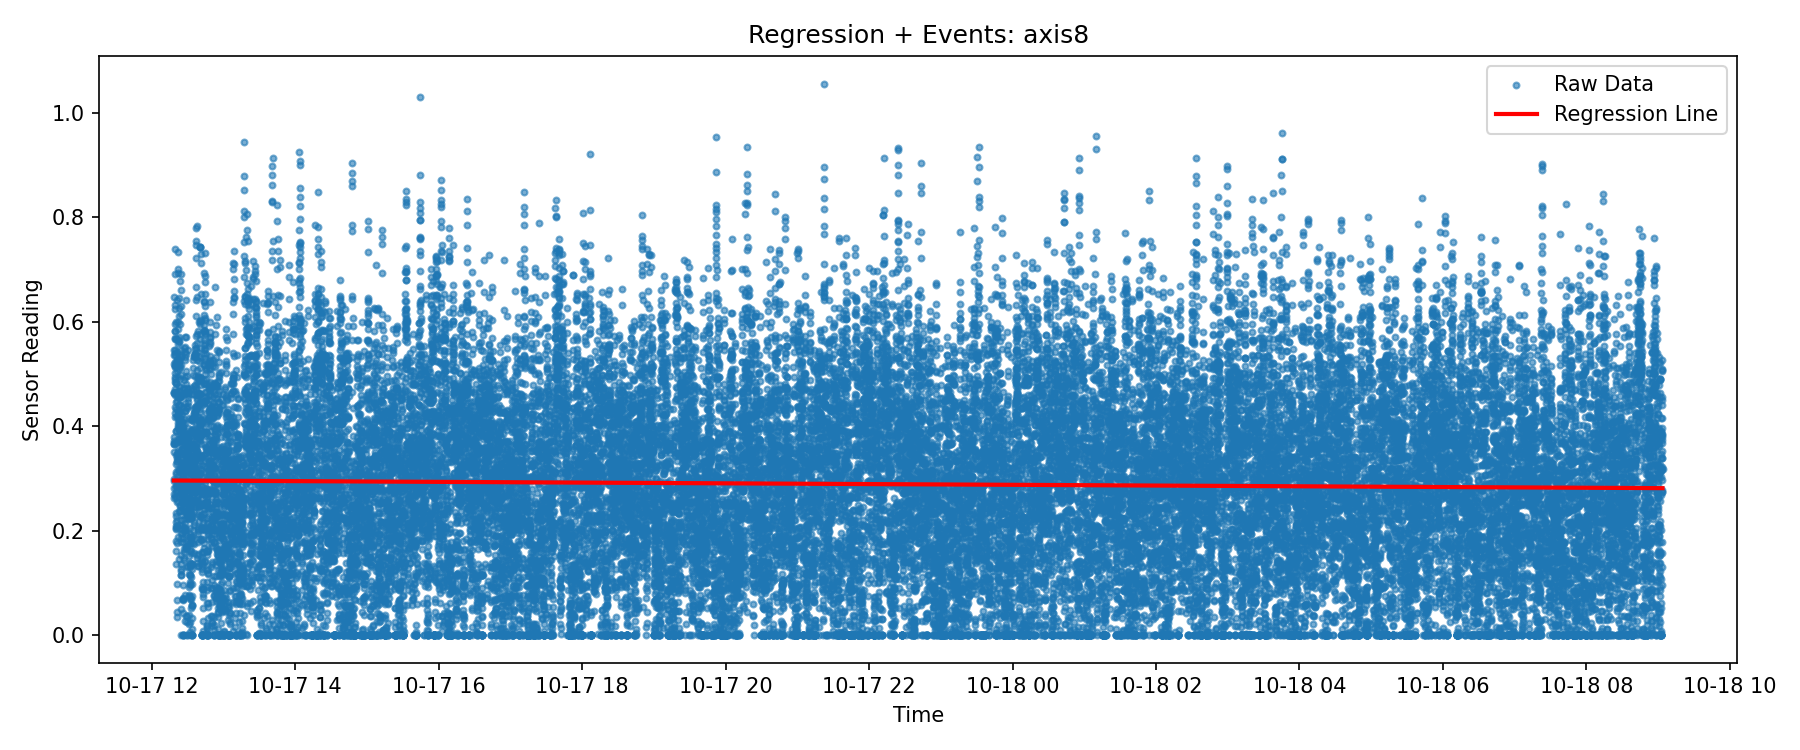 Regression + Events: axis8
Raw Data
Regression Line
Sensor Reading
1.0
0.8
0.6
0.4
0.2
0.0
10-17 12 10-17 14 10-17 16 10-17 18 10-17 20 10-17 22 10-18 00 10-18 02 10-18 04 10-18 06 10-18 08 10-18 10
Time